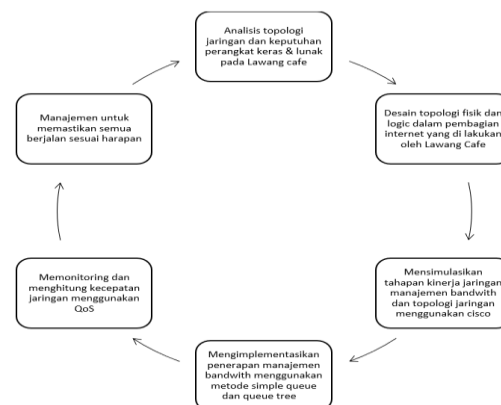 Analisis topologi
jaringan dan keputuhan
perangkat keras & lunak
pada Lawang cafe
Desain topologi fisik dan
logic dalam pembagian
internet yang di lakukan
oleh Lawang Cafe
Mensimulasikan
tahapan kinerja jaringan
manajemen bandwith
dan topologi jaringan
menggunakan cisco
Mengimplementasikan
penerapan manajemen
bandwith menggunakan
metode simple queue
dan queue tree
Memonitoring dan
menghitung kecepatan
jaringan menggunakan
QoS
Manajemen untuk
memastikan semua
berjalan sesuai harapan